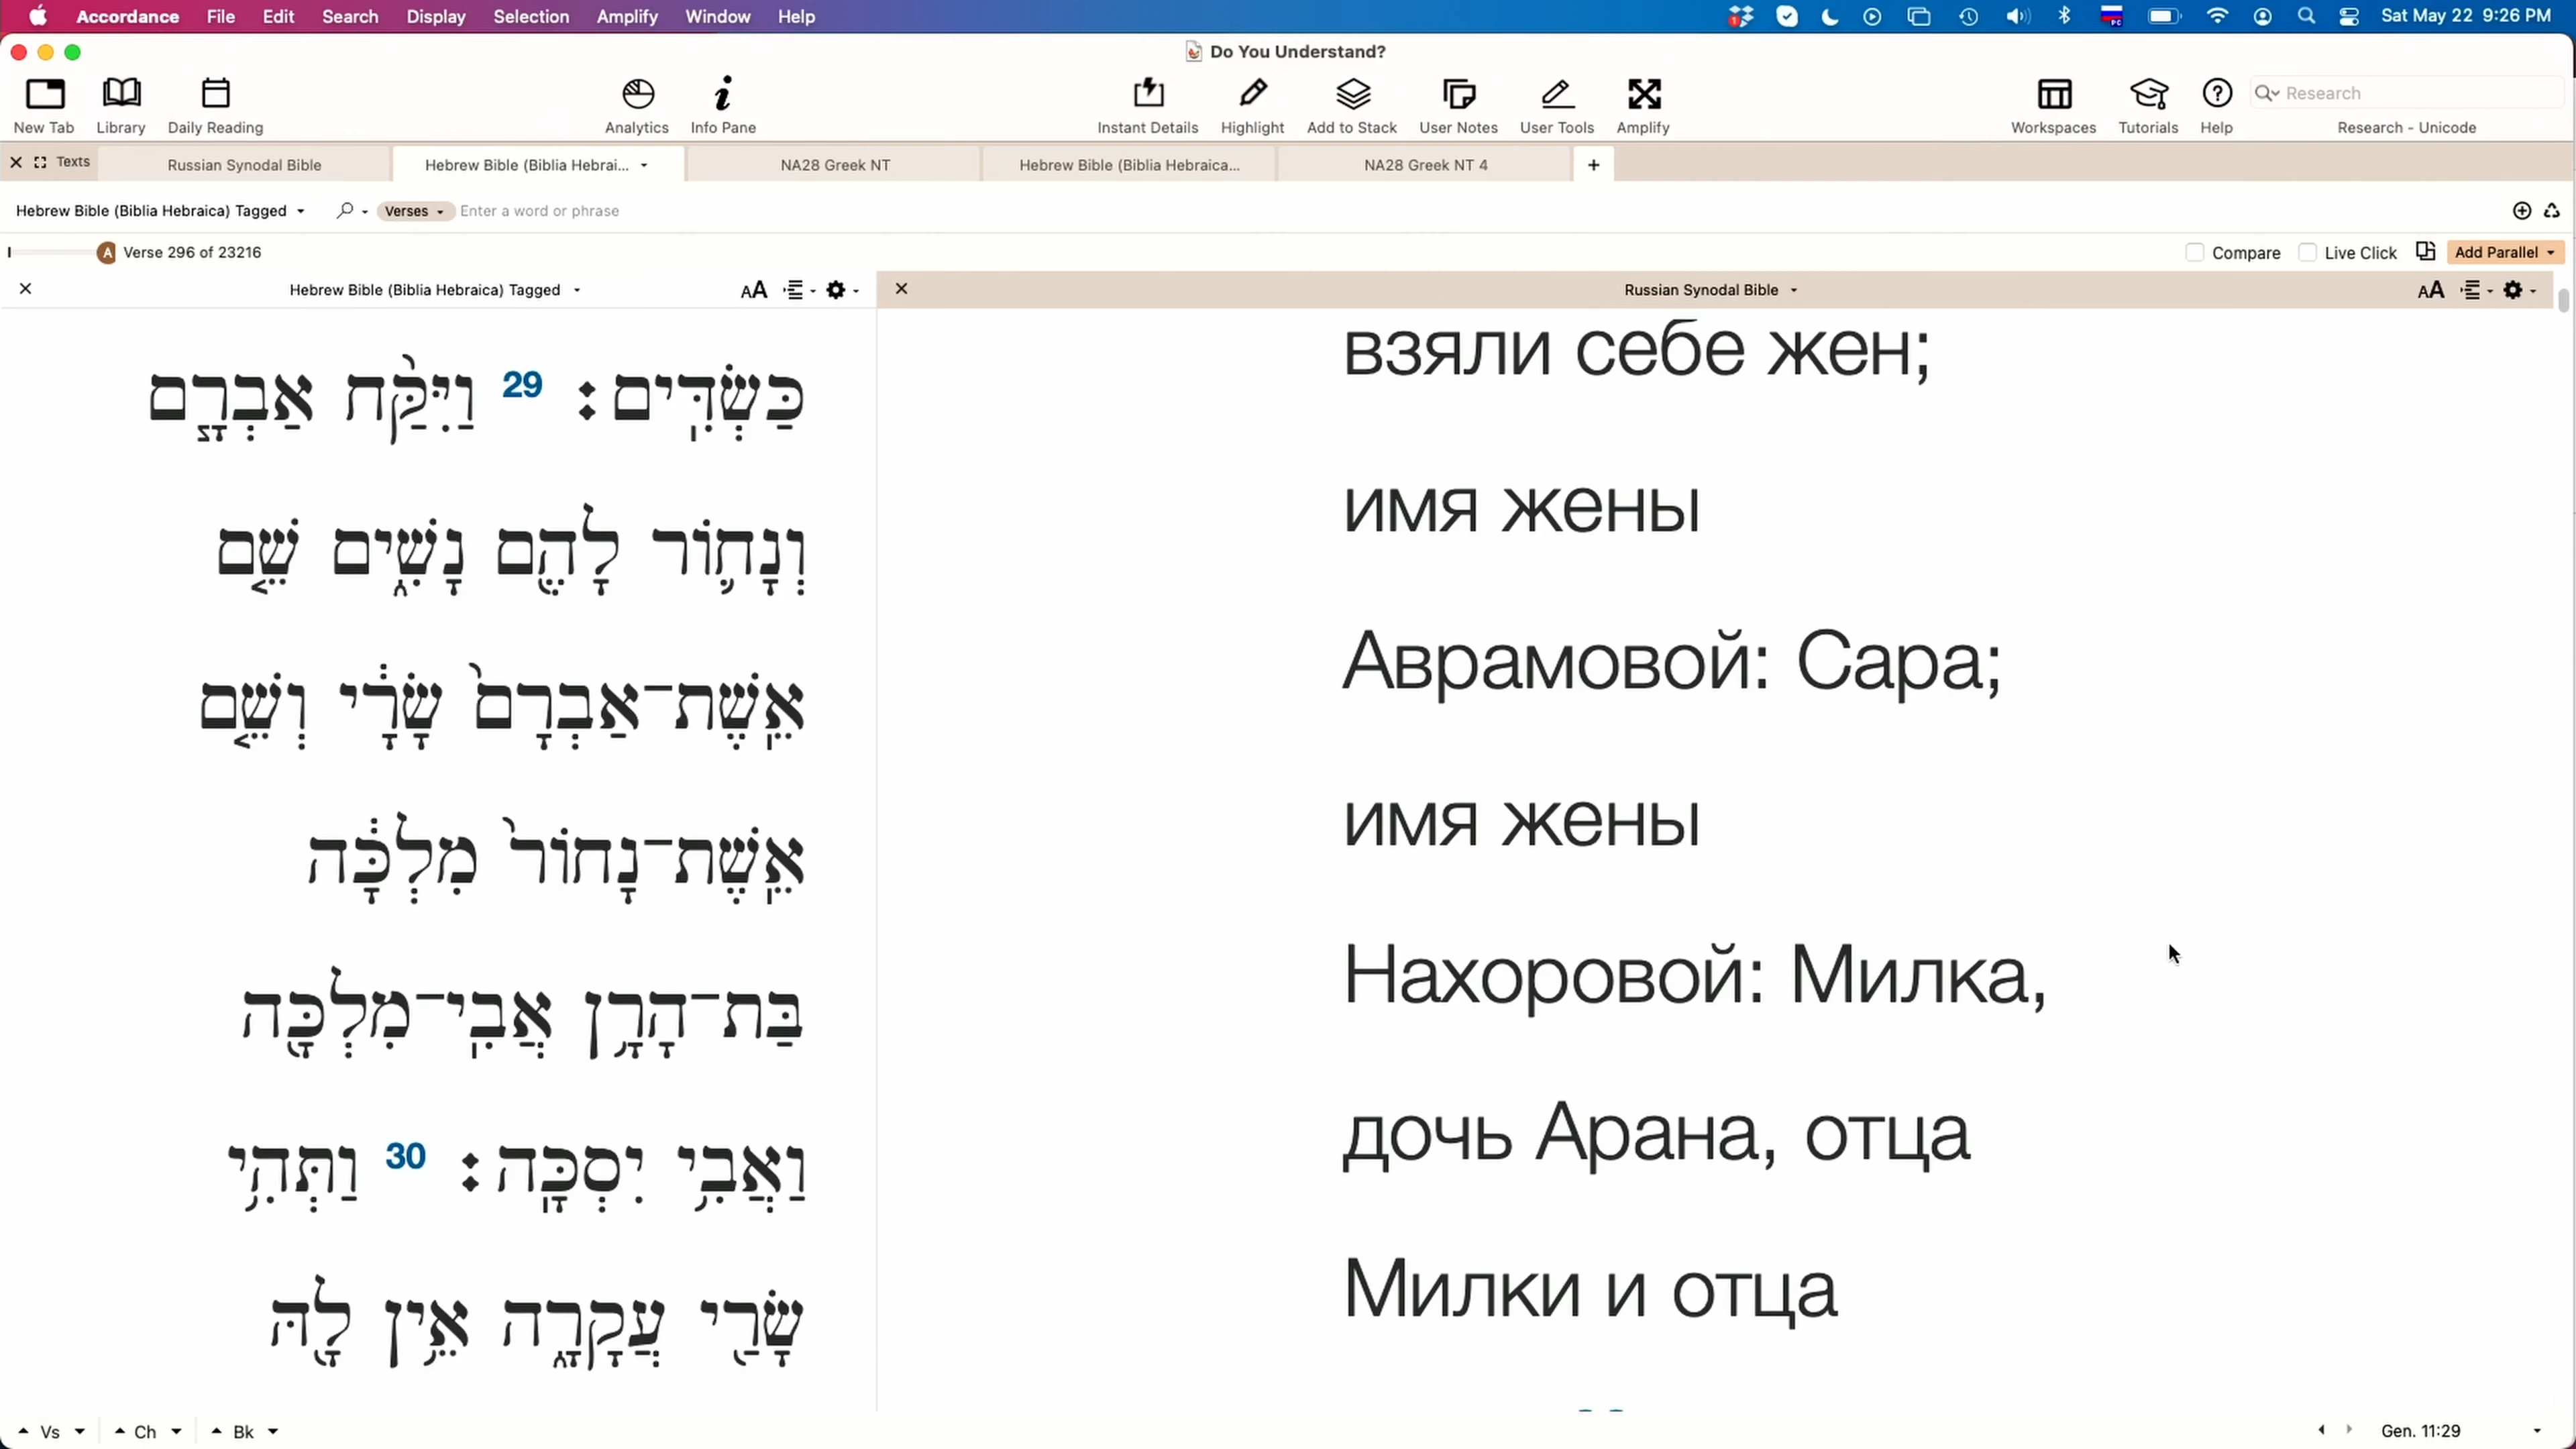 Accordance File Edit Search Display Selection Amplify Window Help
Sat May 22 9:26 PM
Do You Understand?
New Tab Library Daily Reading Analytics Info Pane Instant Details Highlight Add to Stack User Notes User Tools Amplify Workspaces Tutorials Help
Research
Research - Unicode
Texts Russian Synodal Bible Hebrew Bible (Biblia Hebrai... NA28 Greek NT Hebrew Bible (Biblia Hebraica... NA28 Greek NT 4 +
Hebrew Bible (Biblia Hebraica) Tagged Verses Enter a word or phrase
A Verse 296 of 23216 Compare Live Click Add Parallel
Hebrew Bible (Biblia Hebraica) Tagged
כַּשְׂדִּֽים׃ 29 וַיִּקַּ֨ח אַבְרָ֧ם
וְנָח֛וֹר לָהֶ֖ם נָשִׁ֑ים שֵׁ֤ם
אֵֽשֶׁת־אַבְרָם֙ שָׂרָ֔י וְשֵׁ֤ם
אֵֽשֶׁת־נָחוֹר֙ מִלְכָּ֔ה
בַּת־הָרָ֥ן אֲבִֽי־מִלְכָּ֖ה
וַאֲבִ֥י יִסְכָּֽה׃ 30 וַתְּהִ֥י
שָׂרַ֖י עֲקָרָ֑ה אֵ֥ין לָ֖הּ
Russian Synodal Bible
взяли себе жен;
имя жены
Аврамовой: Сара;
имя жены
Нахоровой: Милка,
дочь Арана, отца
Милки и отца
Vs Ch Bk
Gen. 11:29